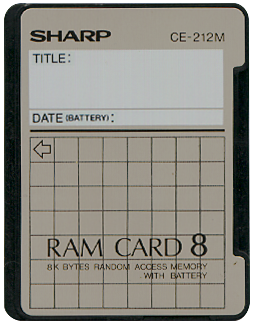 SHARP CE-212M
TITLE:
DATE (BATTERY):
RAM CARD 8
8K BYTES RANDOM ACCESS MEMORY
WITH BATTERY